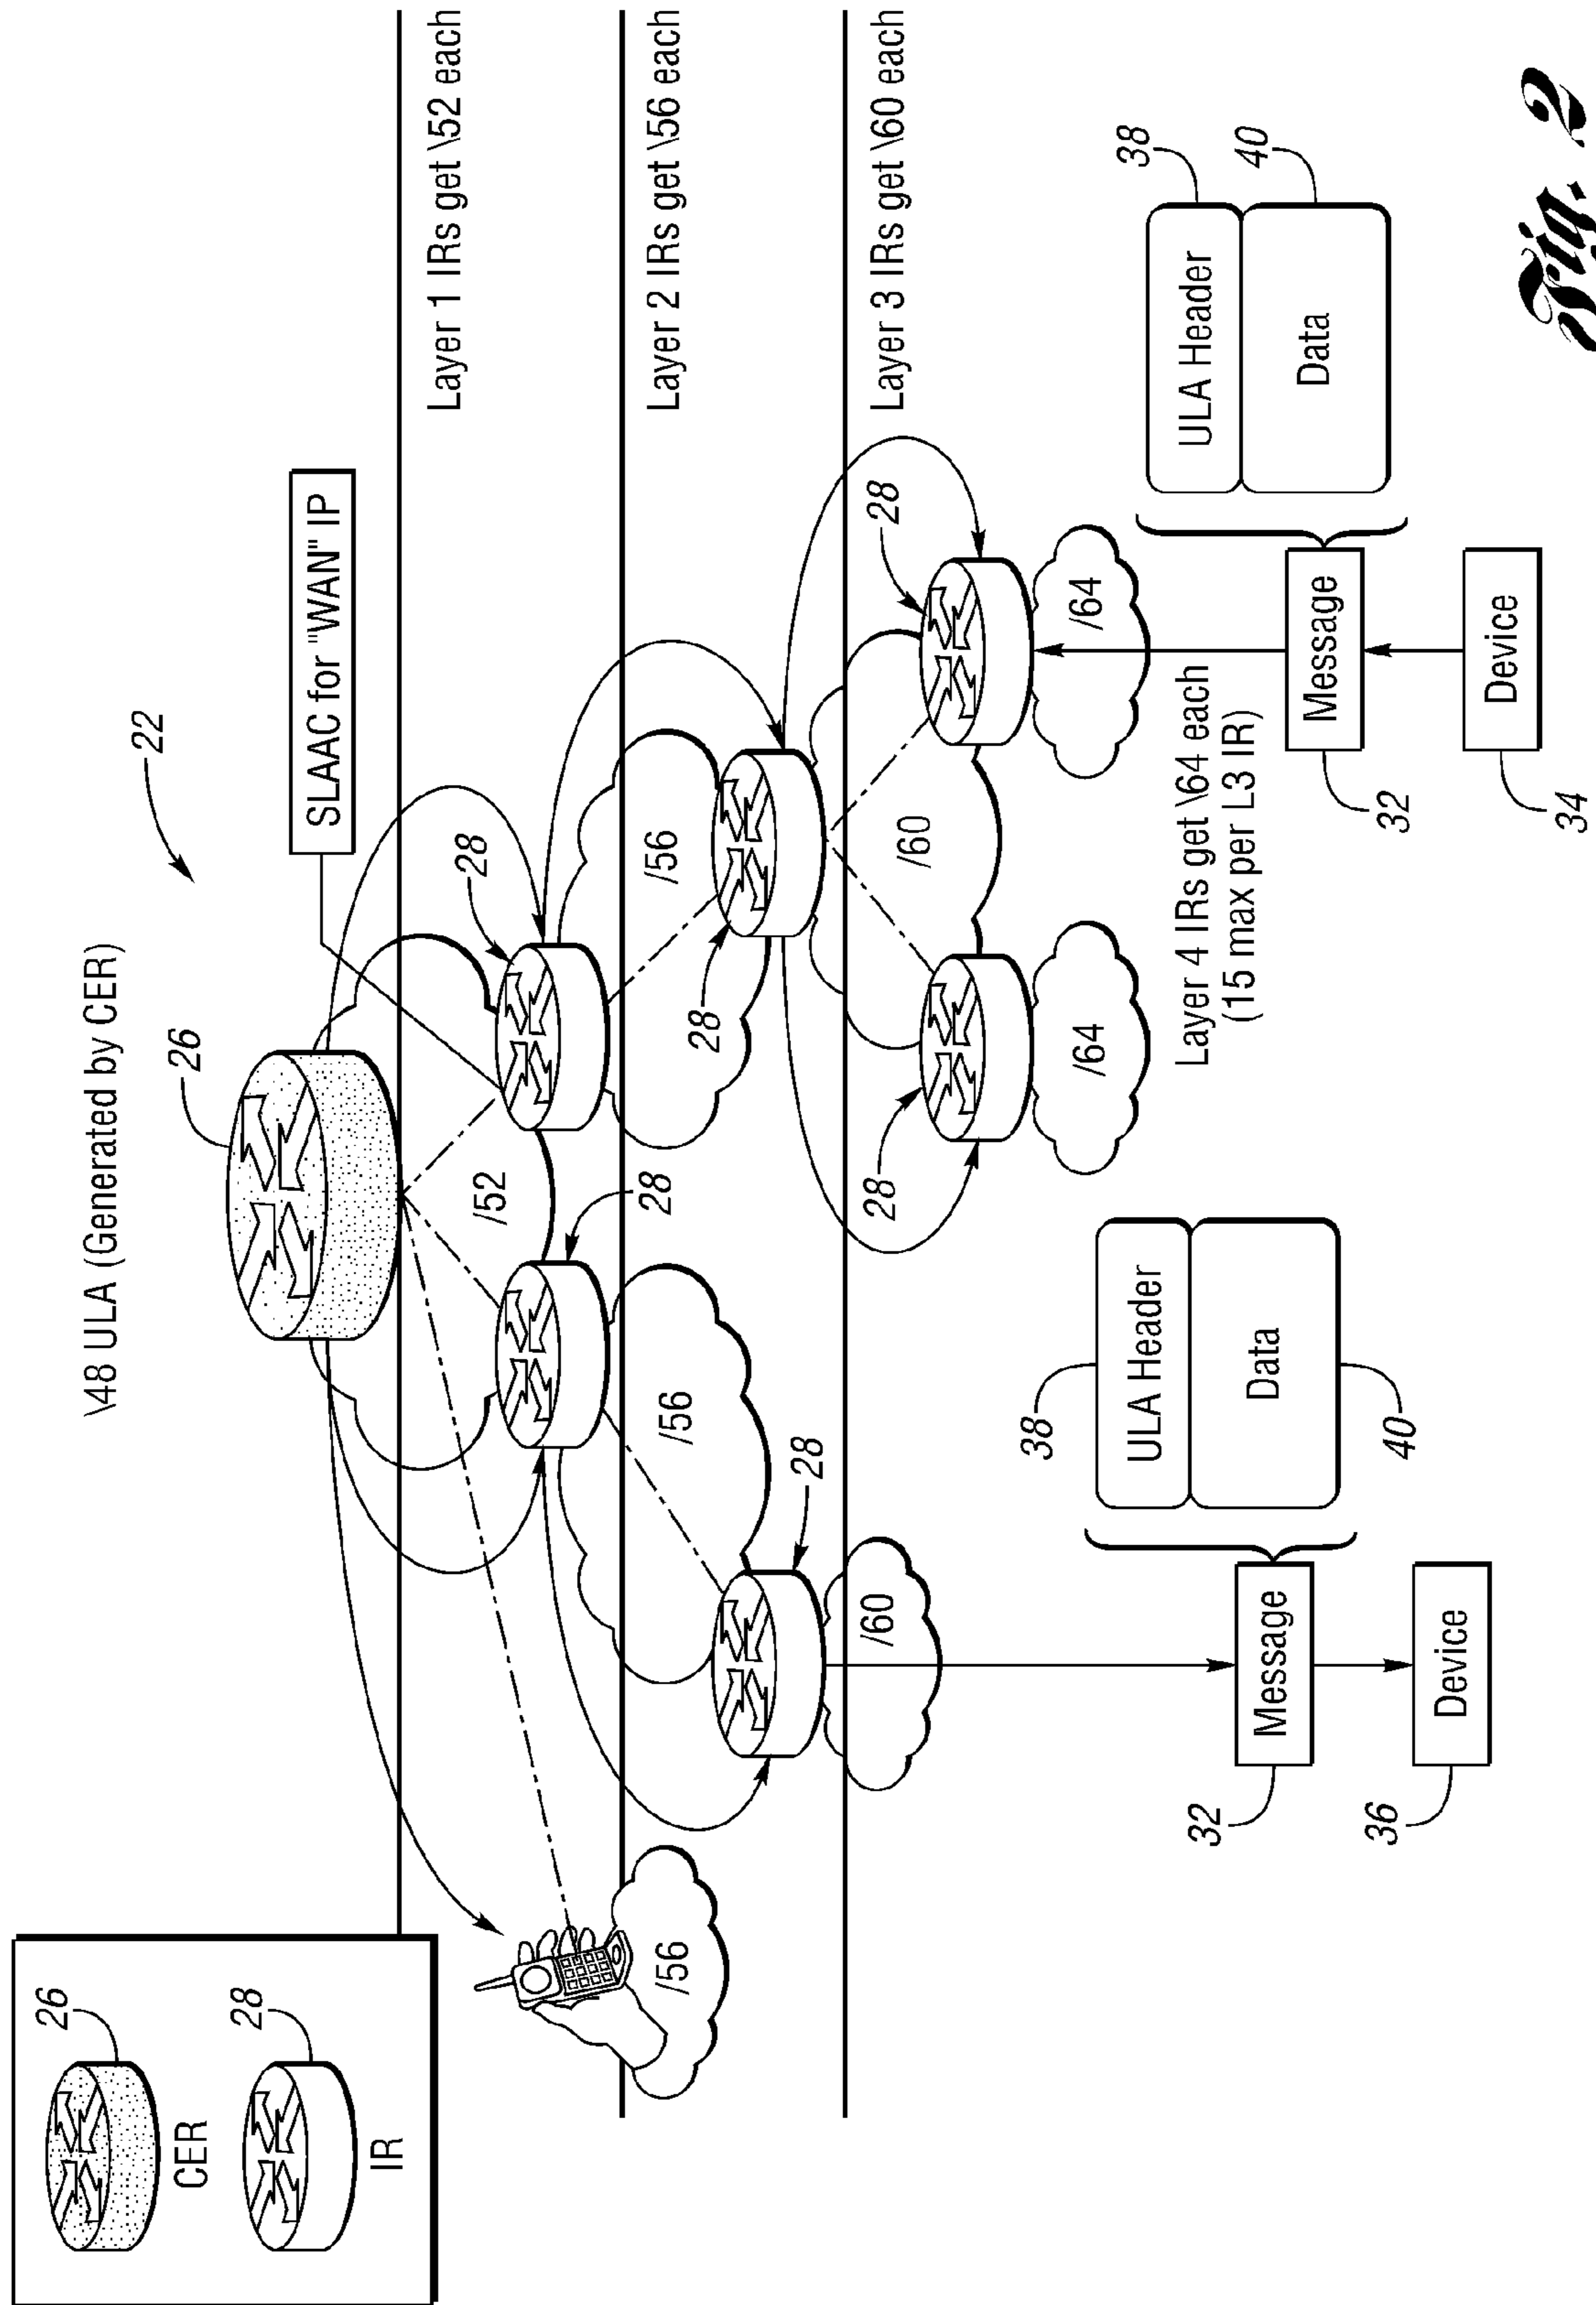 26
CER
28
IR
\48 ULA (Generated by CER)
22
26
SLAAC for "WAN" IP
Layer 1 IRs get \52 each
28
/52
28
Layer 2 IRs get \56 each
/56
/56
/56
28
28
Layer 3 IRs get \60 each
/60
/60
28
28
/64
/64
Layer 4 IRs get \64 each
(15 max per L3 IR)
38
ULA Header
Data
40
32
Message
36
Device
38
ULA Header
Data
40
32
Message
34
Device
Fig. 2